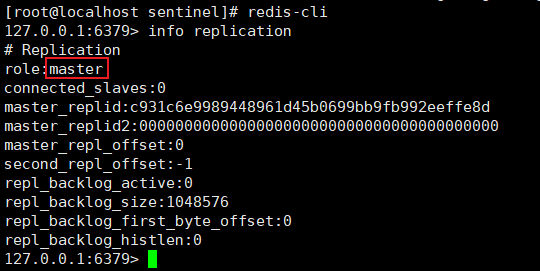 [root@localhost sentinel]# redis-cli
127.0.0.1:6379> info replication
# Replication
role:master
connected_slaves:0
master_replid:c931c6e9989448961d45b0699bb9fb992eeffe8d
master_replid2:0000000000000000000000000000000000000000
master_repl_offset:0
second_repl_offset:-1
repl_backlog_active:0
repl_backlog_size:1048576
repl_backlog_first_byte_offset:0
repl_backlog_histlen:0
127.0.0.1:6379>